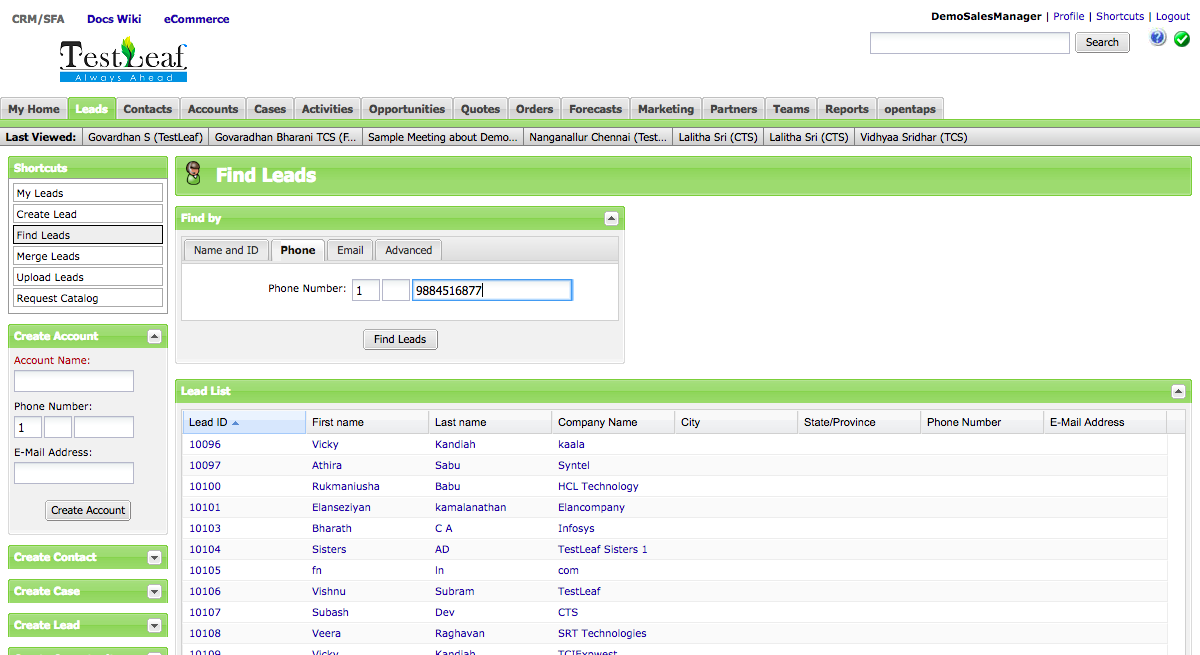 CRM/SFA Docs Wiki eCommerce
DemoSalesManager | Profile | Shortcuts | Logout
TestLeaf
Always Ahead
Search
My Home Leads Contacts Accounts Cases Activities Opportunities Quotes Orders Forecasts Marketing Partners Teams Reports opentaps
Last Viewed: Govardhan S (TestLeaf) Govaradhan Bharani TCS (F... Sample Meeting about Demo... Nanganallur Chennai (Test... Lalitha Sri (CTS) Lalitha Sri (CTS) Vidhyaa Sridhar (TCS)
Shortcuts
My Leads
Create Lead
Find Leads
Merge Leads
Upload Leads
Request Catalog
Create Account
Account Name:
Phone Number:
1
E-Mail Address:
Create Account
Create Contact
Create Case
Create Lead
Find Leads
Find by
Name and ID Phone Email Advanced
Phone Number: 1 9884516877
Find Leads
Lead List
Lead ID First name Last name Company Name City State/Province Phone Number E-Mail Address
10096 Vicky Kandiah kaala
10097 Athira Sabu Syntel
10100 Rukmaniusha Babu HCL Technology
10101 Elanseziyan kamalanathan Elancompany
10103 Bharath C A Infosys
10104 Sisters AD TestLeaf Sisters 1
10105 fn ln com
10106 Vishnu Subram TestLeaf
10107 Subash Dev CTS
10108 Veera Raghavan SRT Technologies
10109 Vicky Kandiah